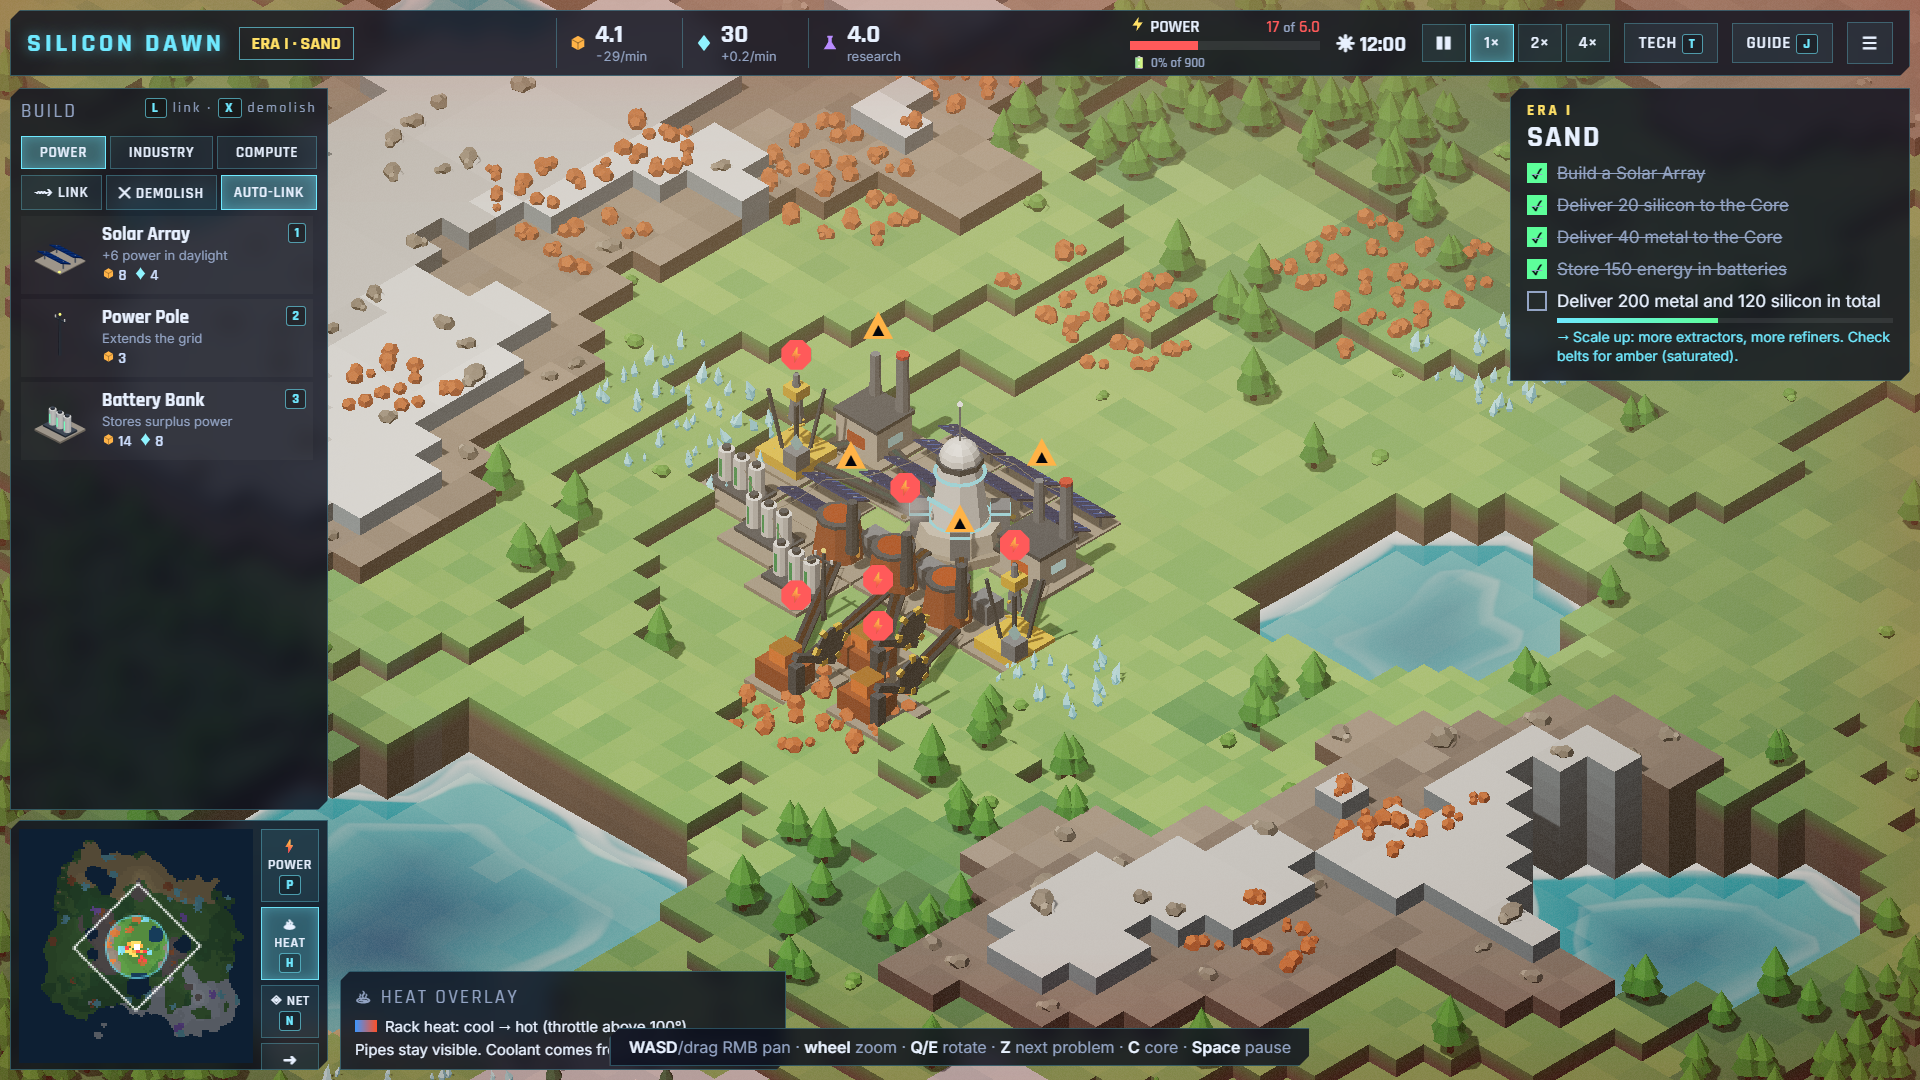 SILICON DAWN
ERA I · SAND
4.1
-29/min
30
+0.2/min
4.0
research
POWER
17 of 6.0
0% of 900
12:00
1×
2×
4×
TECH T
GUIDE J
BUILD
L link · X demolish
POWER
INDUSTRY
COMPUTE
LINK
DEMOLISH
AUTO-LINK
Solar Array
1
+6 power in daylight
8 4
Power Pole
2
Extends the grid
3
Battery Bank
3
Stores surplus power
14 8
ERA I
SAND
Build a Solar Array
Deliver 20 silicon to the Core
Deliver 40 metal to the Core
Store 150 energy in batteries
Deliver 200 metal and 120 silicon in total
→ Scale up: more extractors, more refiners. Check
belts for amber (saturated).
POWER
P
HEAT
H
NET
N
HEAT OVERLAY
Rack heat: cool → hot (throttle above 100°)
Pipes stay visible. Coolant comes
WASD/drag RMB pan · wheel zoom · Q/E rotate · Z next problem · C core · Space pause